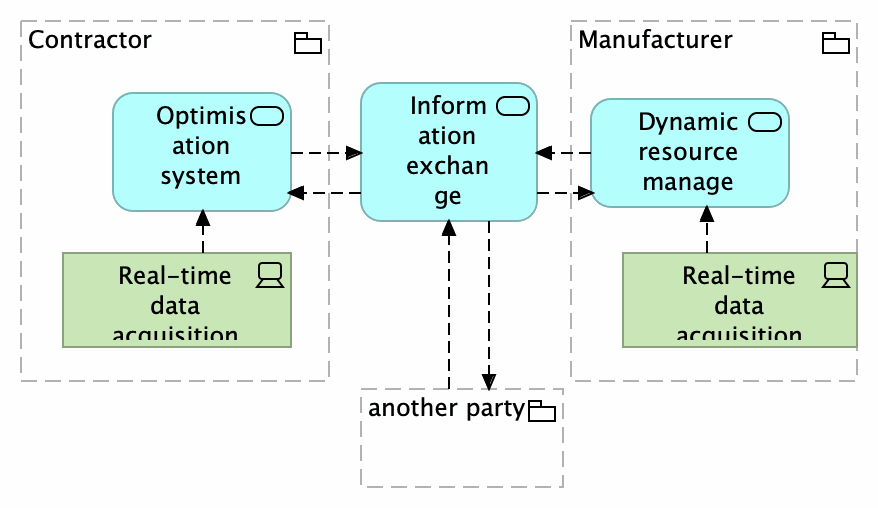 Contractor
Manufacturer
Optimis
ation
system
Inform
ation
exchan
ge
Dynamic
resource
manage
Real-time
data
acquisition
Real-time
data
acquisition
another party